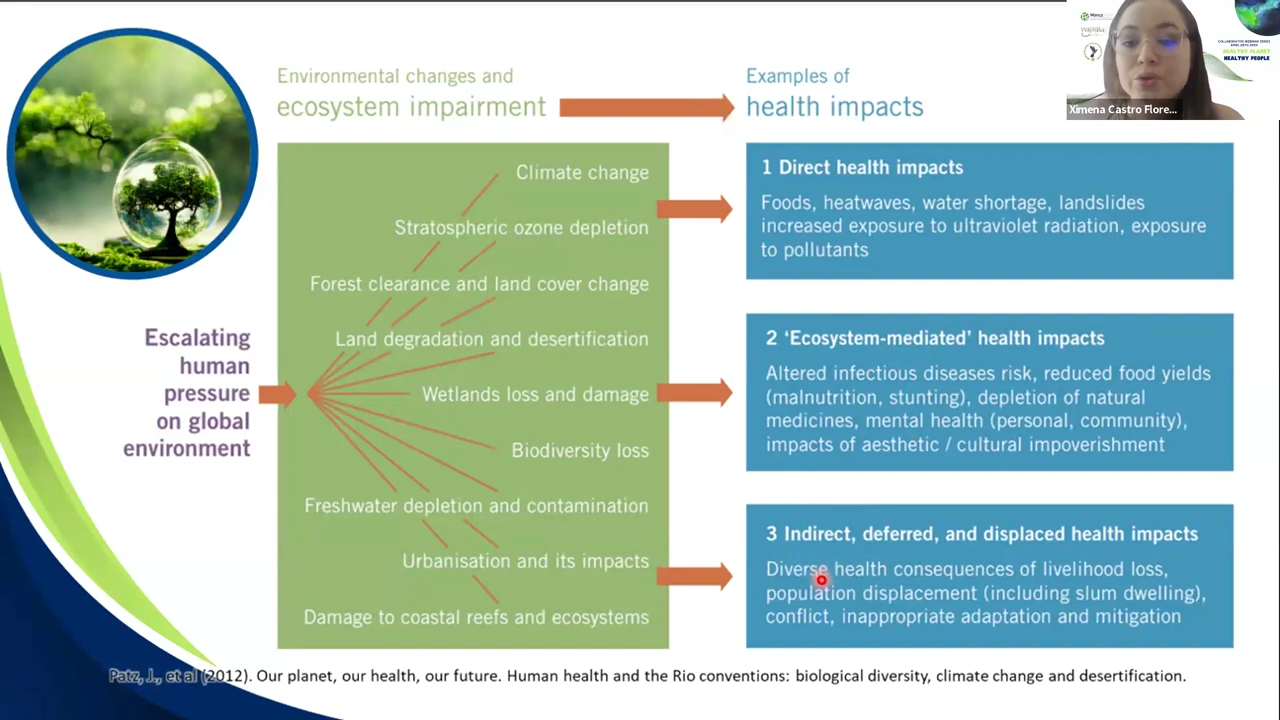 Environmental changes and
ecosystem impairment
Examples of
health impacts
Ximena Castro Flore...
COLLABORATIVE WEBINAR SERIES
HEALTHY PLANET
HEALTHY PEOPLE
Escalating
human
pressure
on global
environment
Climate change
Stratospheric ozone depletion
Forest clearance and land cover change
Land degradation and desertification
Wetlands loss and damage
Biodiversity loss
Freshwater depletion and contamination
Urbanisation and its impacts
Damage to coastal reefs and ecosystems
1 Direct health impacts
Foods, heatwaves, water shortage, landslides
increased exposure to ultraviolet radiation, exposure
to pollutants
2 ‘Ecosystem-mediated’ health impacts
Altered infectious diseases risk, reduced food yields
(malnutrition, stunting), depletion of natural
medicines, mental health (personal, community),
impacts of aesthetic / cultural impoverishment
3 Indirect, deferred, and displaced health impacts
Diverse health consequences of livelihood loss,
population displacement (including slum dwelling),
conflict, inappropriate adaptation and mitigation
Patz, J., et al (2012). Our planet, our health, our future. Human health and the Rio conventions: biological diversity, climate change and desertification.